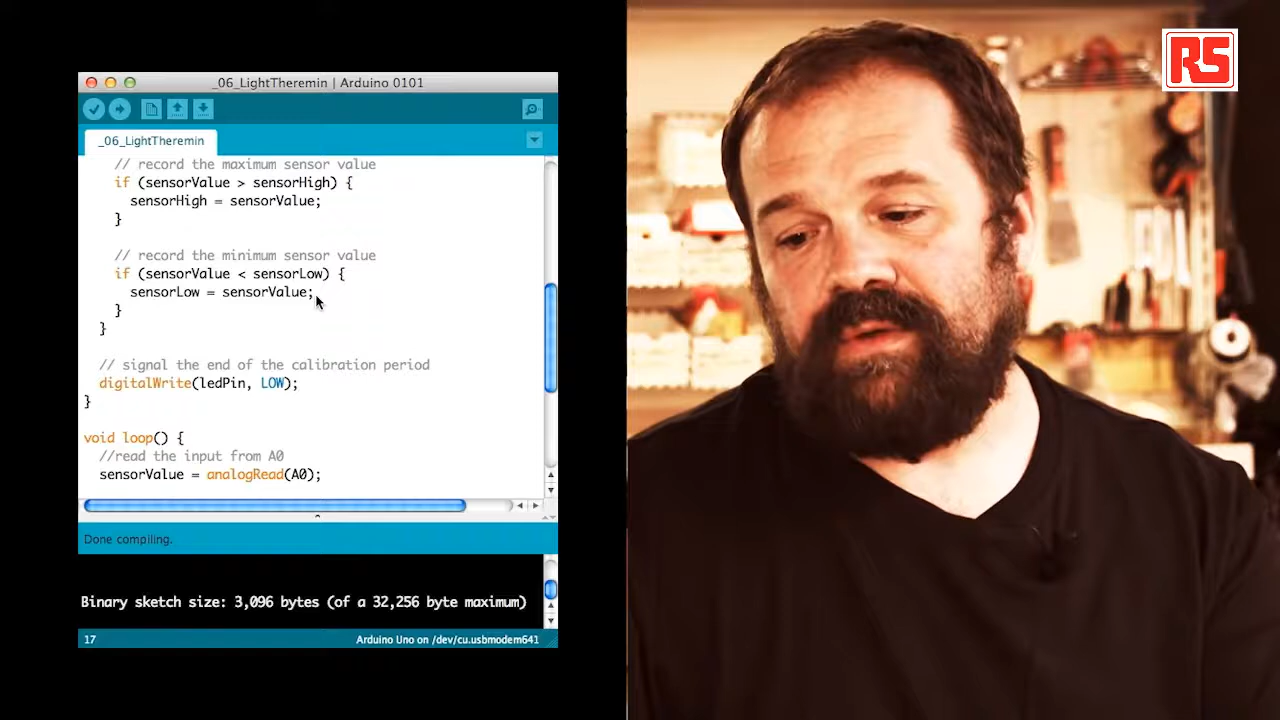 _06_LightTheremin | Arduino 0101
_06_LightTheremin
// record the maximum sensor value
if (sensorValue > sensorHigh) {
sensorHigh = sensorValue;
}
// record the minimum sensor value
if (sensorValue < sensorLow) {
sensorLow = sensorValue;
}
}
// signal the end of the calibration period
digitalWrite(ledPin, LOW);
}
void loop() {
//read the input from A0
sensorValue = analogRead(A0);
Done compiling.
Binary sketch size: 3,096 bytes (of a 32,256 byte maximum)
17
Arduino Uno on /dev/cu.usbmodem641
RS